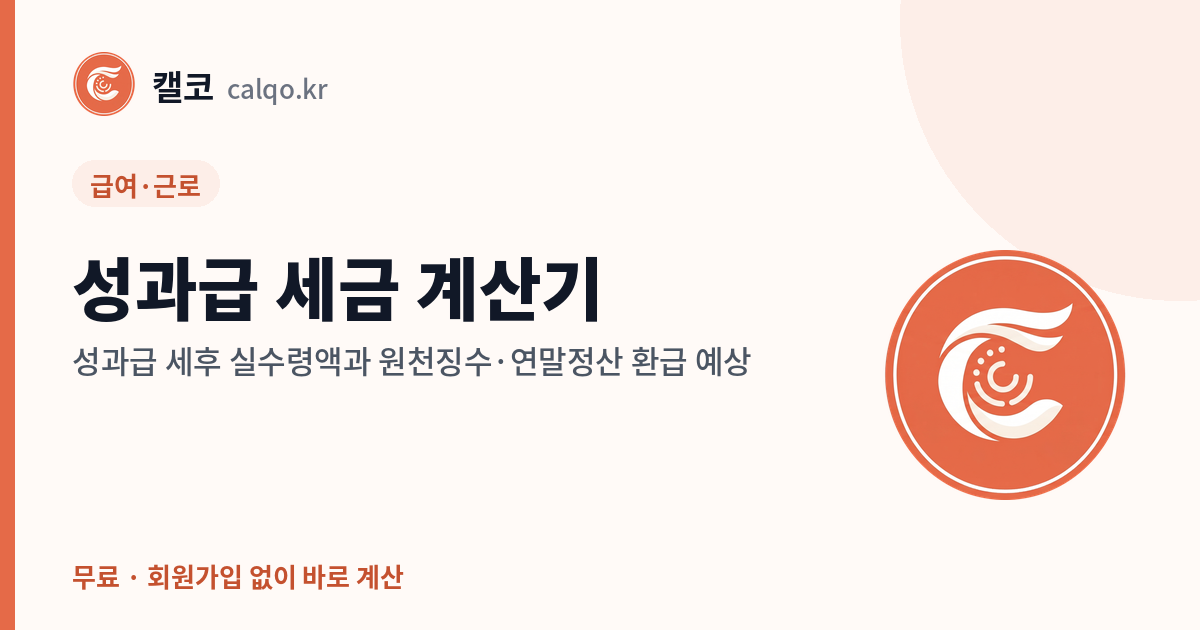 캘코 calqo.kr
급여·근로
성과급 세금 계산기
성과급 세후 실수령액과 원천징수·연말정산 환급 예상
무료 · 회원가입 없이 바로 계산